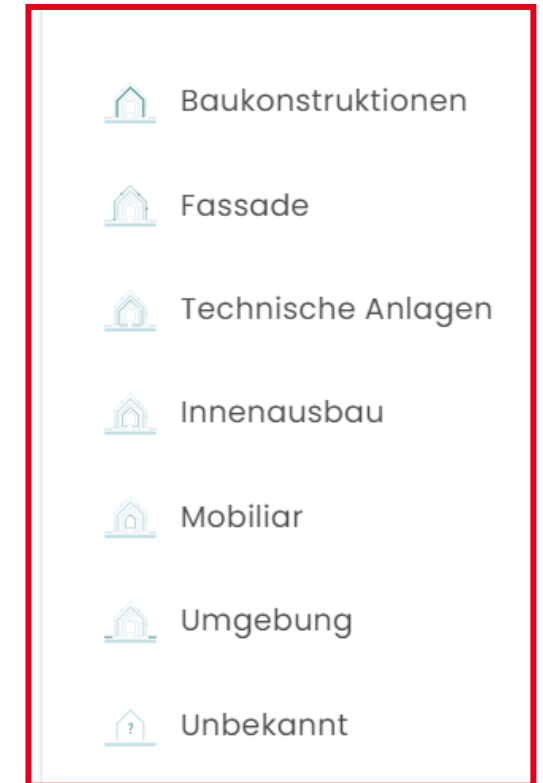 Baukonstruktionen
Fassade
Technische Anlagen
Innenausbau
Mobiliar
Umgebung
?
Unbekannt